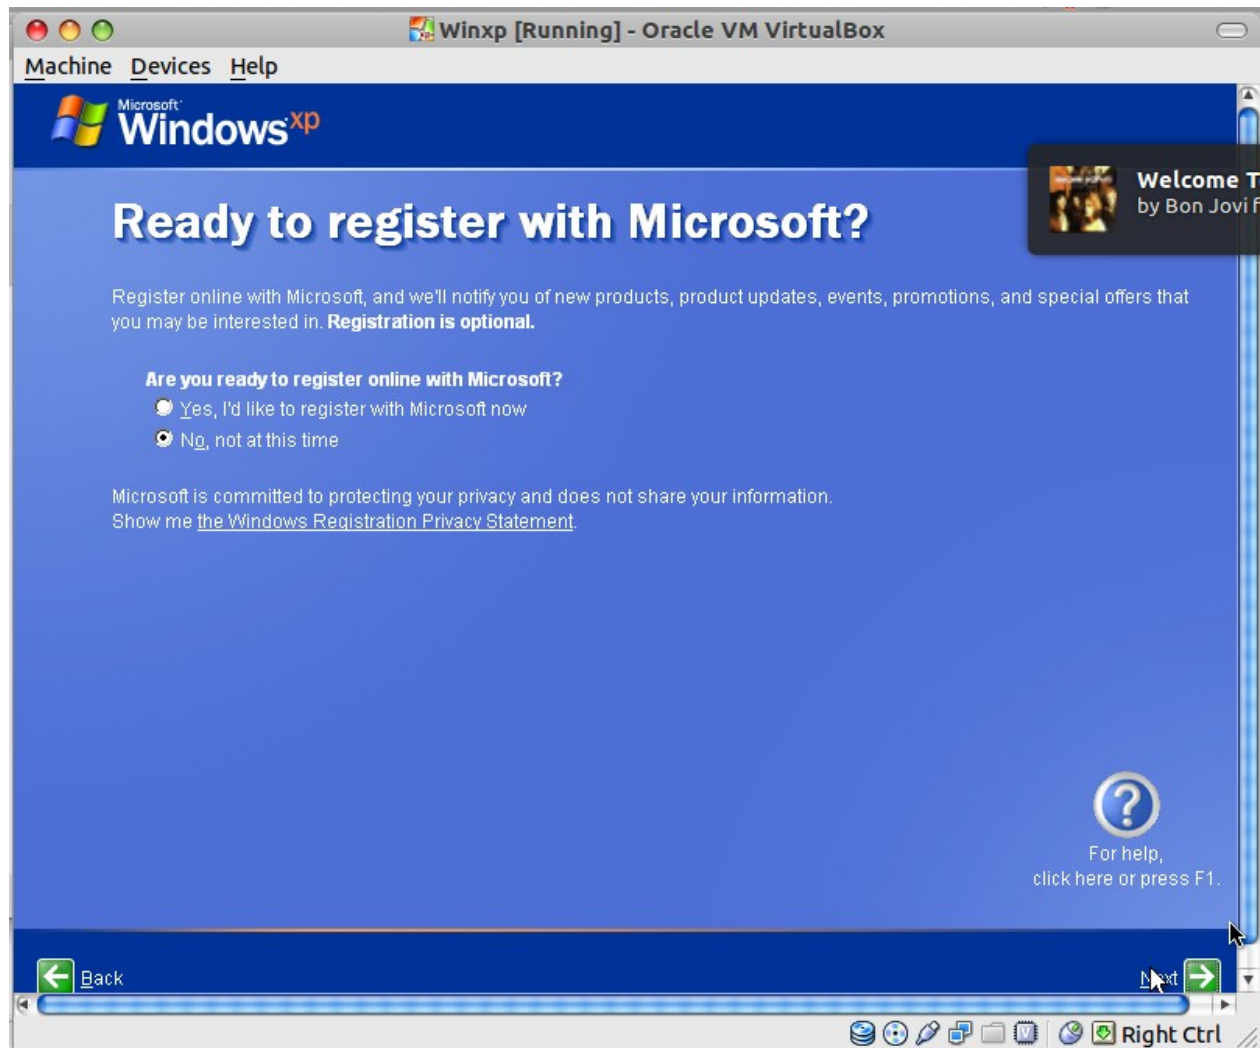 Winxp [Running] - Oracle VM VirtualBox
Machine Devices Help
Microsoft
Windows xp
Welcome T
by Bon Jovi f
Ready to register with Microsoft?
Register online with Microsoft, and we'll notify you of new products, product updates, events, promotions, and special offers that
you may be interested in. Registration is optional.
Are you ready to register online with Microsoft?
Yes, I'd like to register with Microsoft now
No, not at this time
Microsoft is committed to protecting your privacy and does not share your information.
Show me the Windows Registration Privacy Statement.
For help,
click here or press F1.
Back
Next
Right Ctrl